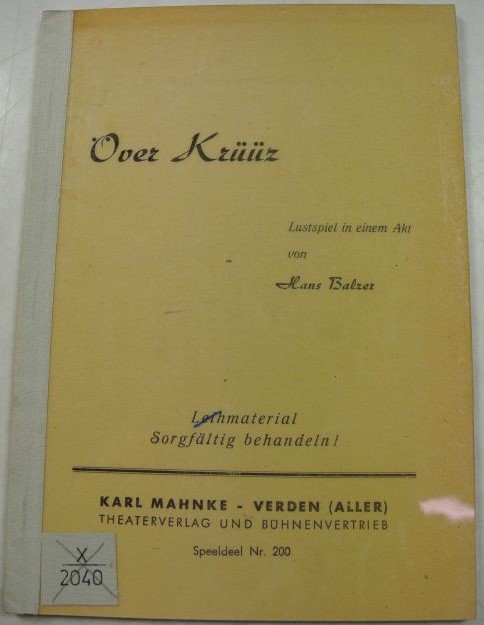 Över Krüüz
Lustspiel in einem Akt
von
Hans Balzer
Leihmaterial
Sorgfältig behandeln!
KARL MAHNKE - VERDEN (ALLER)
THEATERVERLAG UND BÜHNENVERTRIEB
Speeldeel Nr. 200
X
2040